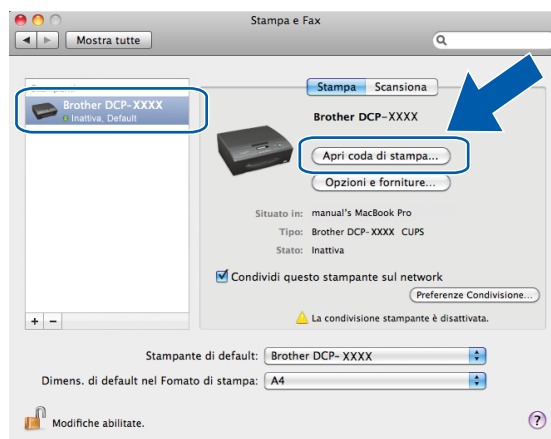 Stampa e Fax
Mostra tutte
Stampa Scansiona
Brother DCP-XXXX
Inattiva, Default
Brother DCP-XXXX
Apri coda di stampa...
Opzioni e forniture...
Situato in: manual's MacBook Pro
Tipo: Brother DCP-XXXX CUPS
Stato: Inattiva
Condividi questo stampante sul network
Preferenze Condivisione...
La condivisione stampante è disattivata.
+ −
Stampante di default: Brother DCP- XXXX
Dimens. di default nel Fomato di stampa: A4
Modifiche abilitate.
?